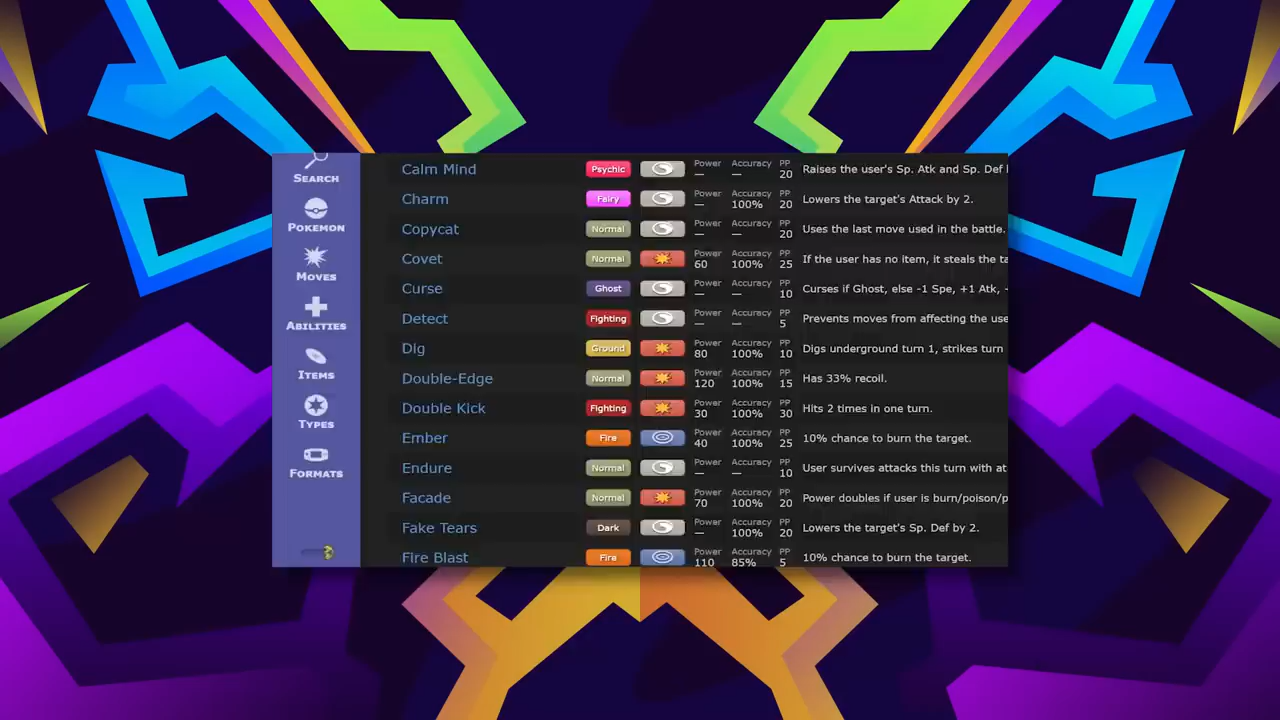 SEARCH
POKEMON
MOVES
ABILITIES
ITEMS
TYPES
FORMATS
Calm Mind Psychic Power — Accuracy — PP 20 Raises the user's Sp. Atk and Sp. Def
Charm Fairy Power — Accuracy 100% PP 20 Lowers the target's Attack by 2.
Copycat Normal Power — Accuracy — PP 20 Uses the last move used in the battle.
Covet Normal Power 60 Accuracy 100% PP 25 If the user has no item, it steals the
Curse Ghost Power — Accuracy — PP 10 Curses if Ghost, else -1 Spe, +1 Atk,
Detect Fighting Power — Accuracy — PP 5 Prevents moves from affecting the use
Dig Ground Power 80 Accuracy 100% PP 10 Digs underground turn 1, strikes turn
Double-Edge Normal Power 120 Accuracy 100% PP 15 Has 33% recoil.
Double Kick Fighting Power 30 Accuracy 100% PP 30 Hits 2 times in one turn.
Ember Fire Power 40 Accuracy 100% PP 25 10% chance to burn the target.
Endure Normal Power — Accuracy — PP 10 User survives attacks this turn with at
Facade Normal Power 70 Accuracy 100% PP 20 Power doubles if user is burn/poison/p
Fake Tears Dark Power — Accuracy 100% PP 20 Lowers the target's Sp. Def by 2.
Fire Blast Fire Power 110 Accuracy 85% PP 5 10% chance to burn the target.